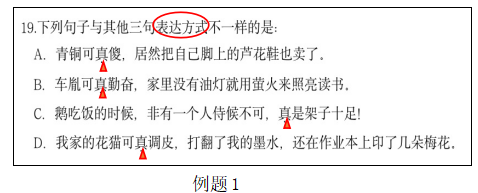 19.下列句子与其他三句表达方式不一样的是:
A. 青铜可真傻，居然把自己脚上的芦花鞋也卖了。
B. 车胤可真勤奋，家里没有油灯就用萤火来照亮读书。
C. 鹅吃饭的时候，非有一个人侍候不可，真是架子十足!
D. 我家的花猫可真调皮，打翻了我的墨水，还在作业本上印了几朵梅花。
例题1